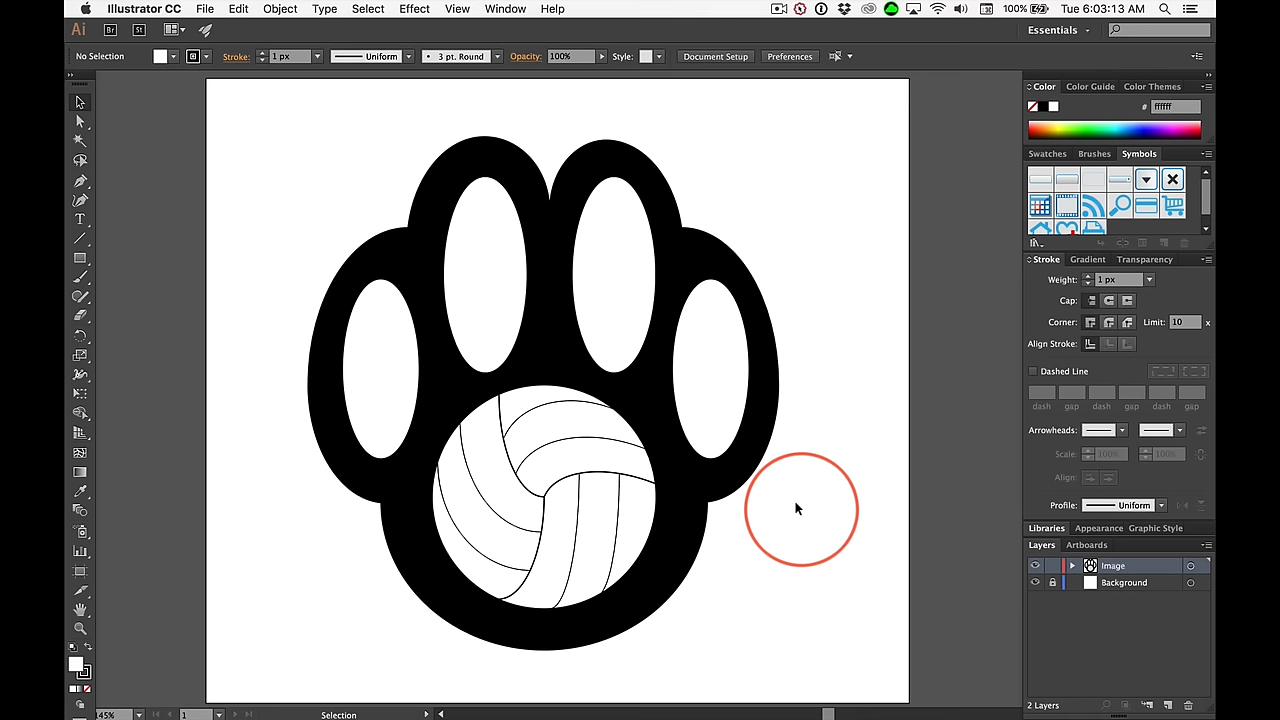 Illustrator CC File Edit Object Type Select Effect View Window Help 100% Tue 6:03:13 AM
Ai Br St Essentials
No Selection Stroke: 1 px Uniform 3 pt. Round Opacity: 100% Style: Document Setup Preferences
Color Color Guide Color Themes
# ffffff
Swatches Brushes Symbols
Stroke Gradient Transparency
Weight: 1 px
Cap:
Corner: Limit: 10 x
Align Stroke:
Dashed Line
dash gap dash gap dash gap
Arrowheads:
Scale: 100% 100%
Align:
Profile: Uniform
Libraries Appearance Graphic Style
Layers Artboards
Image
Background
2 Layers
45% 1 Selection